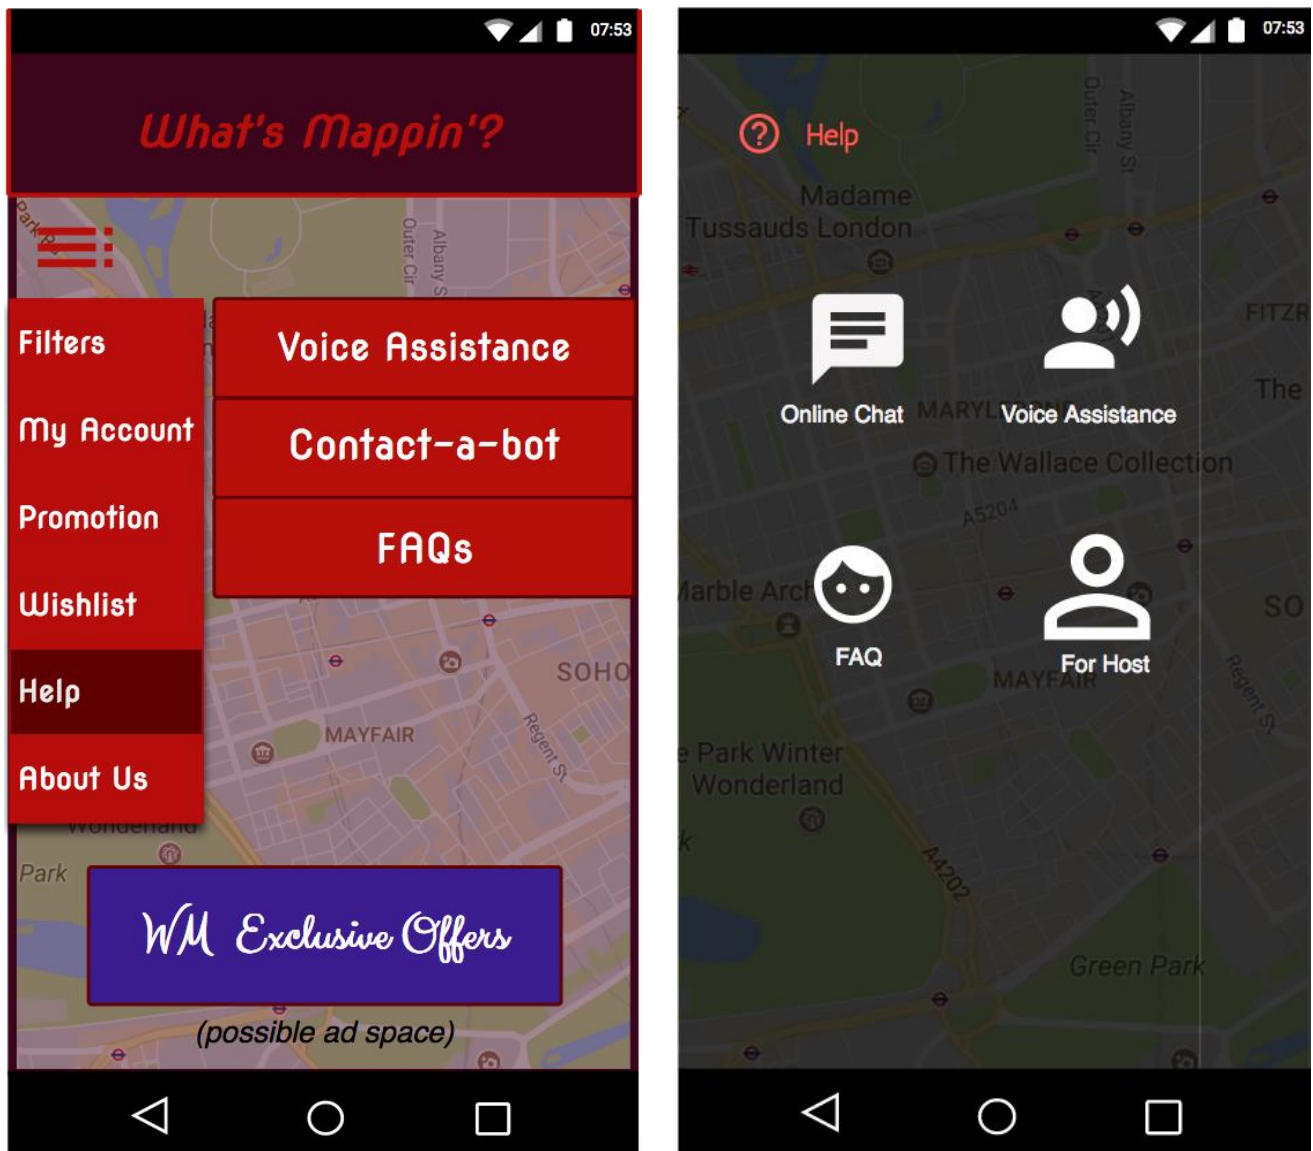 07:53
What's Mappin'?
Park
Outer Cir
Albany S
Filters
My Account
Promotion
Wishlist
Help
About Us
Voice Assistance
Contact-a-bot
FAQs
SOHO
MAYFAIR
Regent St
Wonderland
Park
WM Exclusive Offers
(possible ad space)
07:53
Help
Outer Cir
Albany St
Madame
Tussauds London
FITZR
The
Online Chat
MARYLEBONE
Voice Assistance
The Wallace Collection
A5204
Marble Arch
SO
FAQ
For Host
MAYFAIR
Regent St
e Park Winter
Wonderland
k
A4202
Green Park